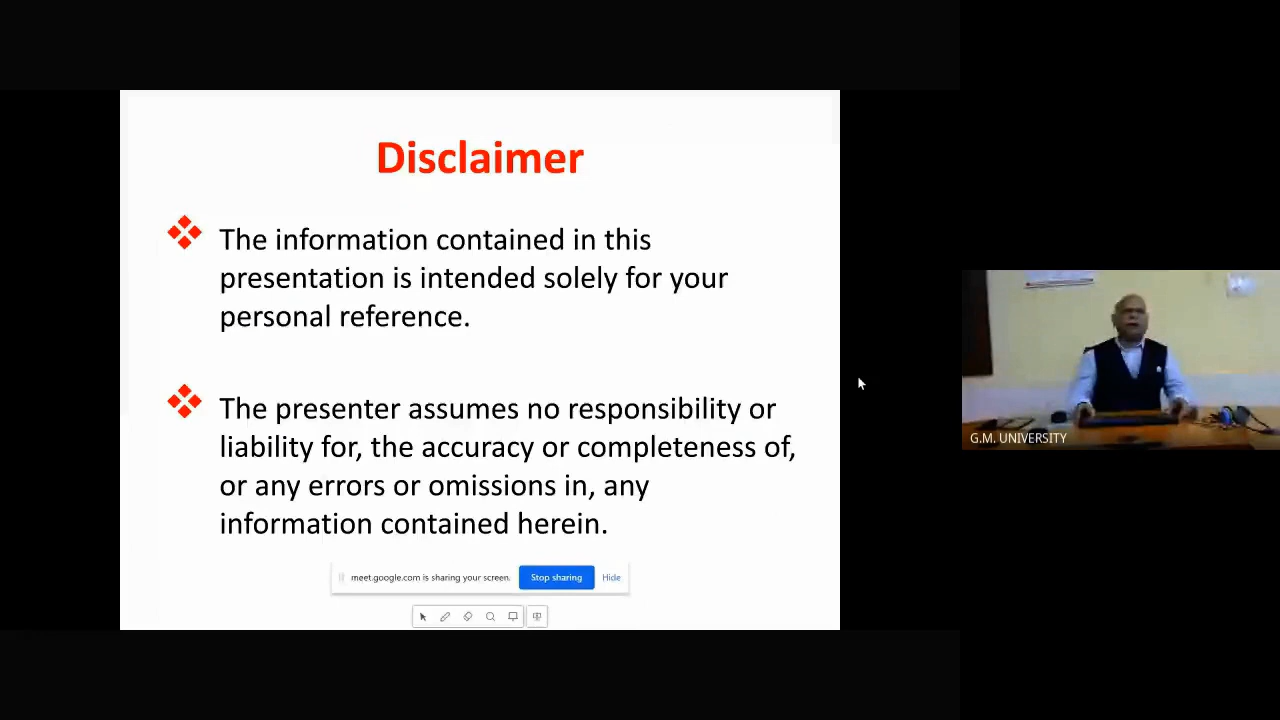 Disclaimer
The information contained in this
presentation is intended solely for your
personal reference.
The presenter assumes no responsibility or
liability for, the accuracy or completeness of,
or any errors or omissions in, any
information contained herein.
meet.google.com is sharing your screen.
Stop sharing
Hide
G.M. UNIVERSITY